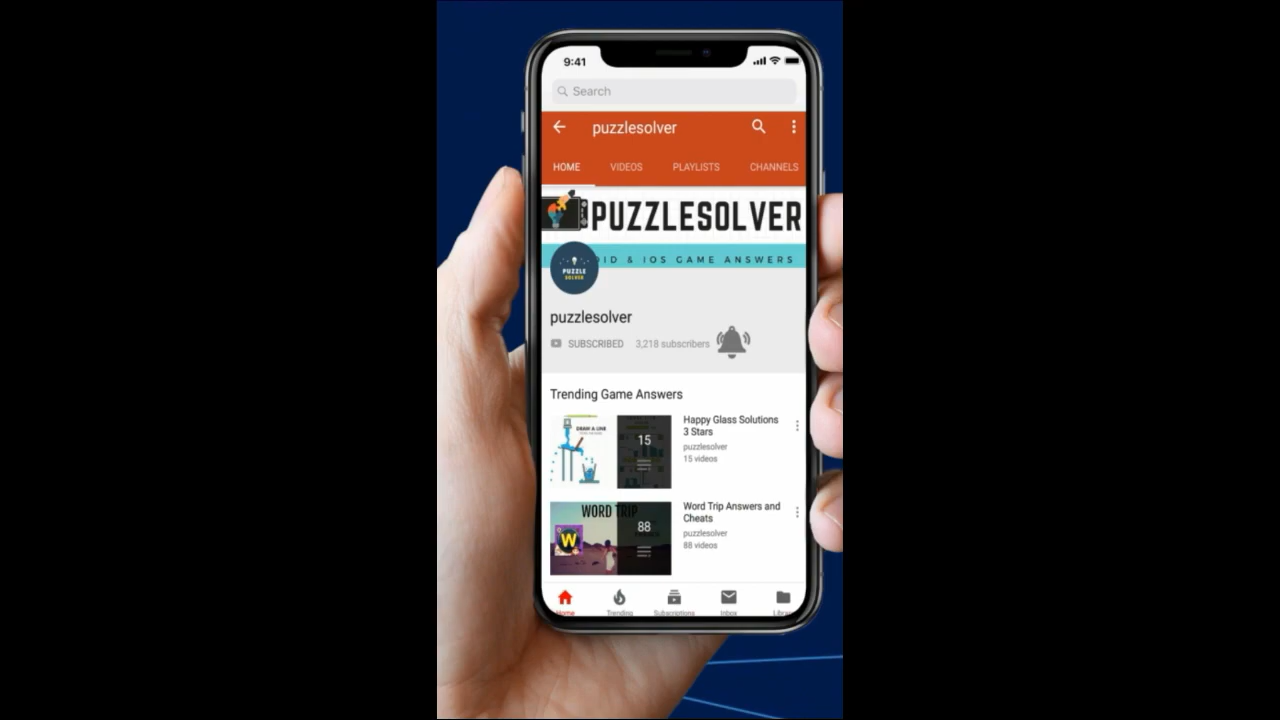 9:41
Search
puzzlesolver
HOME VIDEOS PLAYLISTS CHANNELS
PUZZLESOLVER
ID & IOS GAME ANSWERS
PUZZLE
SOLVER
puzzlesolver
SUBSCRIBED 3,218 subscribers
Trending Game Answers
DRAW A LINE
15
Happy Glass Solutions
3 Stars
puzzlesolver
15 videos
WORD TRIP
W
88
Word Trip Answers and
Cheats
puzzlesolver
88 videos
Home Trending Subscriptions Inbox Library